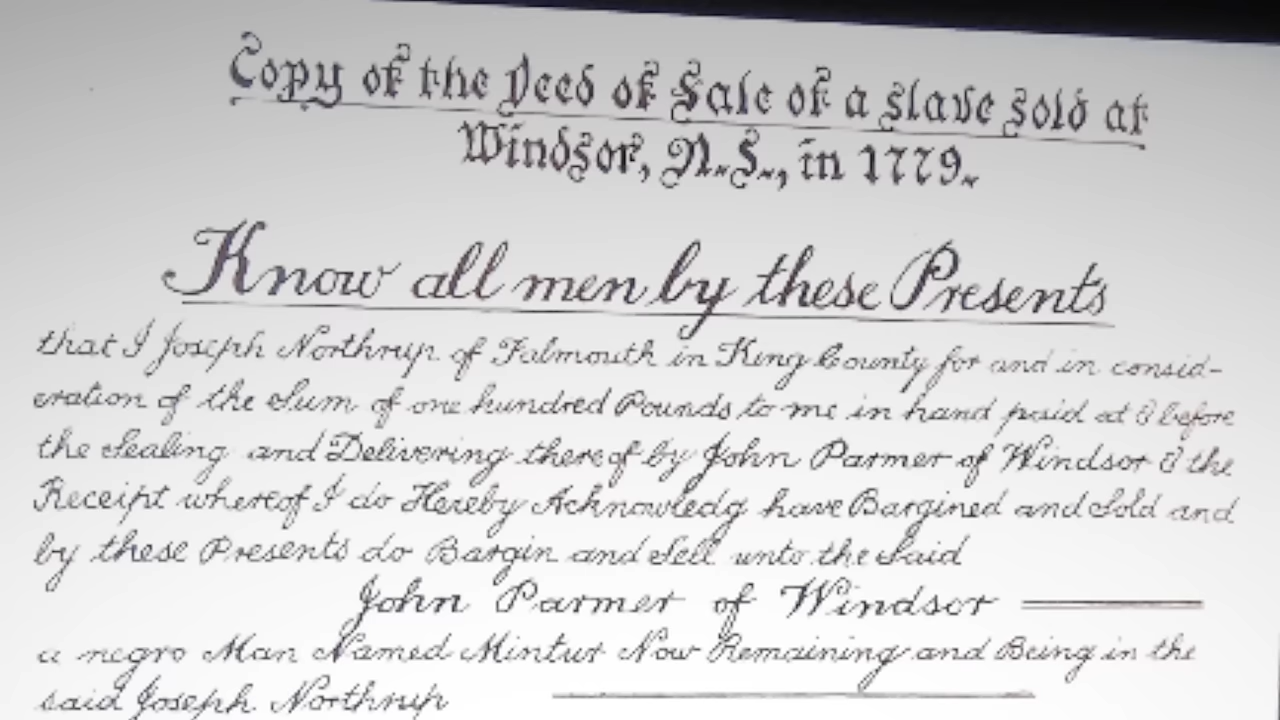 Copy of the Deed of Sale of a slave sold at
Windsor, N.S., in 1779.
Know all men by these Presents
that I Joseph Northrup of Falmouth in King County for and in consid-
eration of the Sum of one hundred Pounds to me in hand paid at & before
the Sealing and Delivering thereof by John Parmer of Windsor & the
Receipt whereof I do Hereby Acknowledg have Bargined and Sold and
by these Presents do Bargin and Sell unto the Said
John Parmer of Windsor
a negro Man Named Mintur Now Remaining and Being in the
said Joseph Northrup